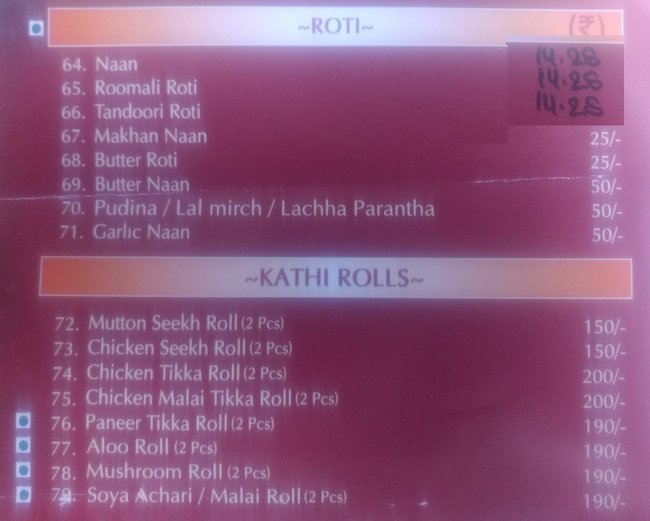 ~ROTI~ (₹)
64. Naan 14.28
65. Roomali Roti 14.28
66. Tandoori Roti
67. Makhan Naan 25/-
68. Butter Roti 25/-
69. Butter Naan 50/-
70. Pudina / Lal mirch / Lachha Parantha 50/-
71. Garlic Naan 50/-
~KATHI ROLLS~
72. Mutton Seekh Roll (2 Pcs) 150/-
73. Chicken Seekh Roll (2 Pcs) 150/-
74. Chicken Tikka Roll (2 Pcs) 200/-
75. Chicken Malai Tikka Roll (2 Pcs) 200/-
76. Paneer Tikka Roll (2 Pcs) 190/-
77. Aloo Roll (2 Pcs) 190/-
78. Mushroom Roll (2 Pcs) 190/-
79. Soya Achari / Malai Roll (2 Pcs) 190/-